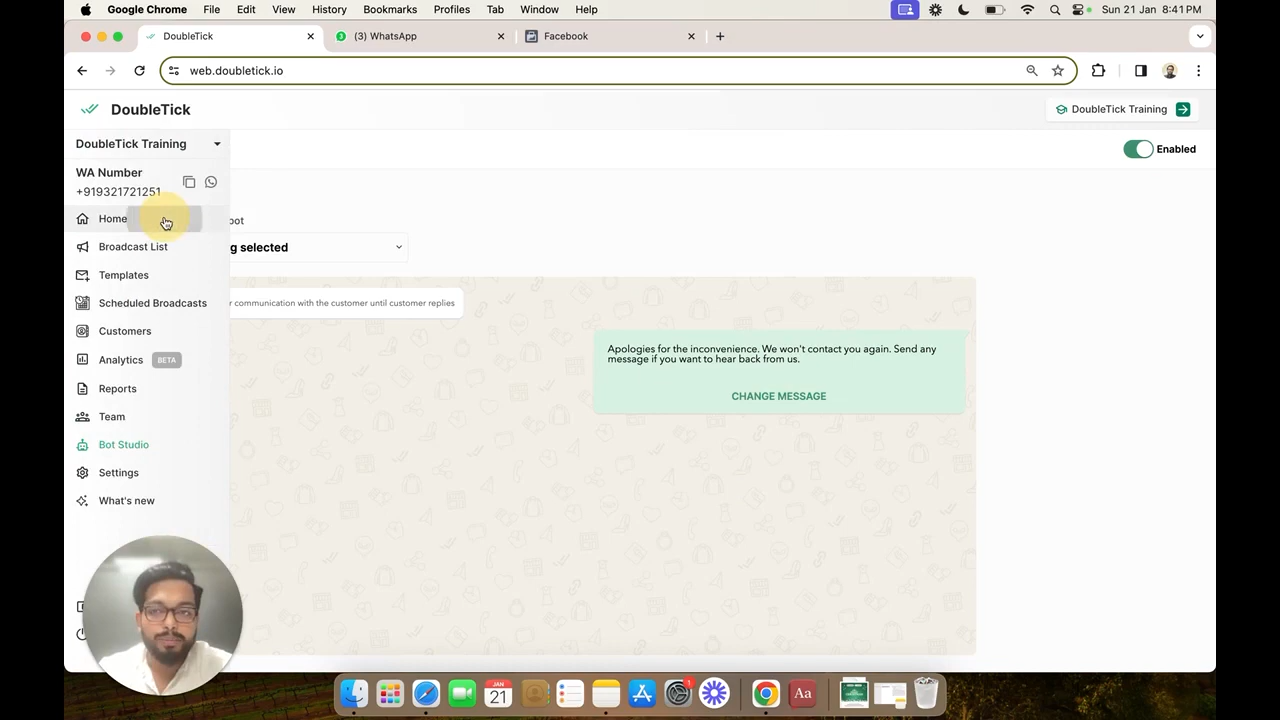 Google Chrome File Edit View History Bookmarks Profiles Tab Window Help
Sun 21 Jan 8:41 PM
DoubleTick
(3) WhatsApp
Facebook
web.doubletick.io
DoubleTick
DoubleTick Training
DoubleTick Training
Enabled
WA Number
+919321721251
Home
Broadcast List
Templates
Scheduled Broadcasts
Customers
Analytics BETA
Reports
Team
Bot Studio
Settings
What's new
g selected
communication with the customer until customer replies
Apologies for the inconvenience. We won't contact you again. Send any
message if you want to hear back from us.
CHANGE MESSAGE
JAN
21
1
Aa